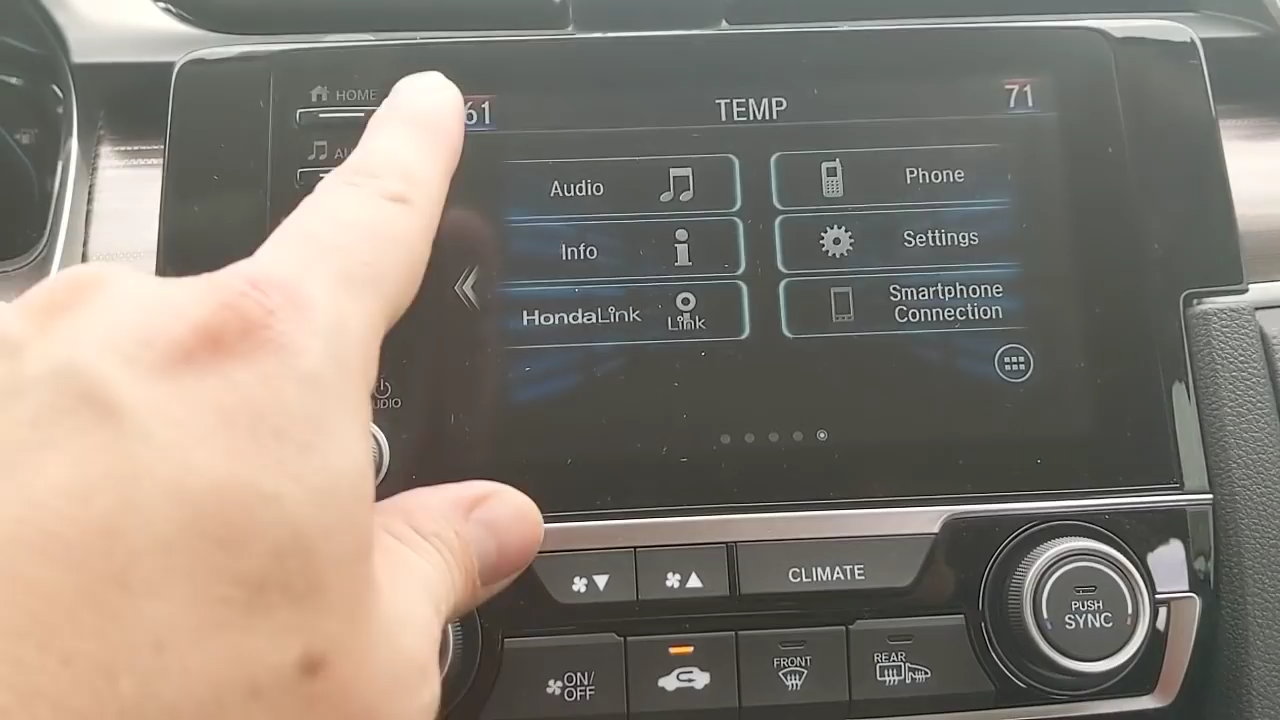 HOME
61
TEMP
71
Audio
Phone
Info
Settings
HondaLink
Link
Smartphone
Connection
CLIMATE
PUSH
SYNC
ON/
OFF
FRONT
REAR